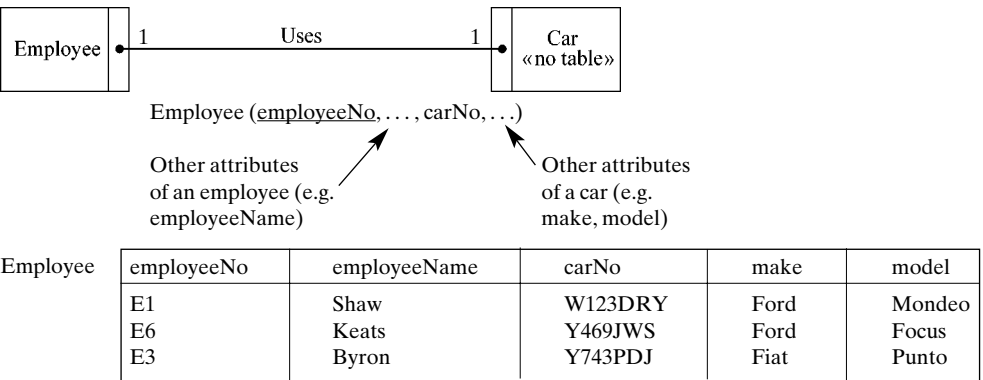 Employee 1 Uses 1 Car
«no table»
Employee (employeeNo, . . . , carNo, . . .)
Other attributes
of an employee (e.g.
employeeName)
Other attributes
of a car (e.g.
make, model)
Employee employeeNo employeeName carNo make model
E1 Shaw W123DRY Ford Mondeo
E6 Keats Y469JWS Ford Focus
E3 Byron Y743PDJ Fiat Punto